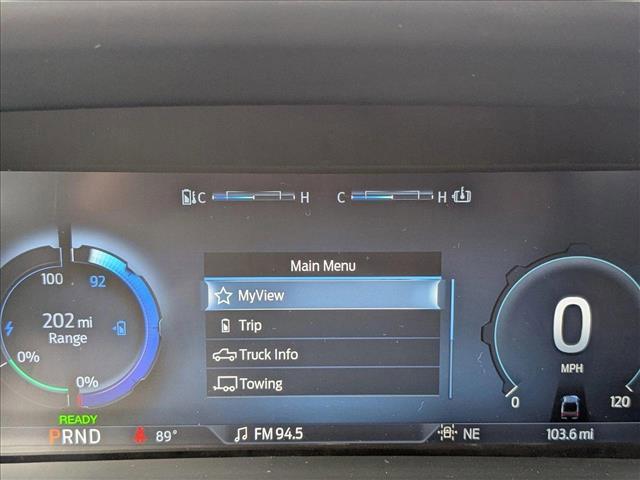 C H C H
Main Menu
MyView
Trip
Truck Info
Towing
100 92
202 mi
Range
0% 0%
READY
PRND 89° FM 94.5 NE 103.6 mi
0
MPH
0 120